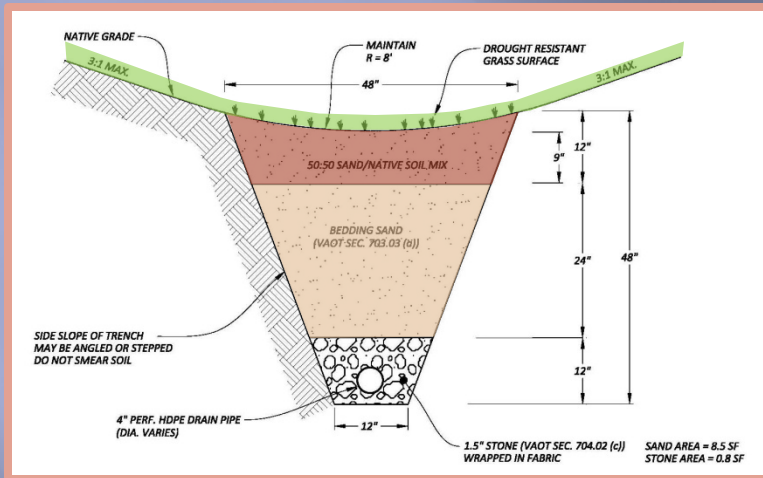 NATIVE GRADE
3:1 MAX.
MAINTAIN
R = 8'
DROUGHT RESISTANT
GRASS SURFACE
3:1 MAX.
48"
12"
9"
50:50 SAND/NATIVE SOIL MIX
BEDDING SAND
(VAOT SEC. 703.03 (a))
24"
48"
SIDE SLOPE OF TRENCH
MAY BE ANGLED OR STEPPED
DO NOT SMEAR SOIL
12"
4" PERF. HDPE DRAIN PIPE
(DIA. VARIES)
12"
1.5" STONE (VAOT SEC. 704.02 (c))
WRAPPED IN FABRIC
SAND AREA = 8.5 SF
STONE AREA = 0.8 SF